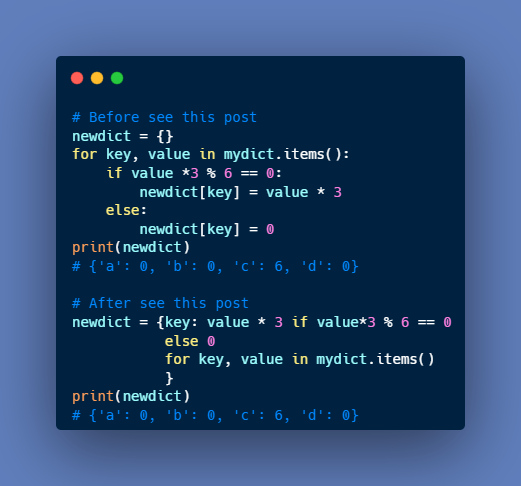 # Before see this post
newdict = {}
for key, value in mydict.items():
    if value *3 % 6 == 0:
        newdict[key] = value * 3
    else:
        newdict[key] = 0
print(newdict)
# {'a': 0, 'b': 0, 'c': 6, 'd': 0}

# After see this post
newdict = {key: value * 3 if value*3 % 6 == 0
           else 0
           for key, value in mydict.items()
           }
print(newdict)
# {'a': 0, 'b': 0, 'c': 6, 'd': 0}